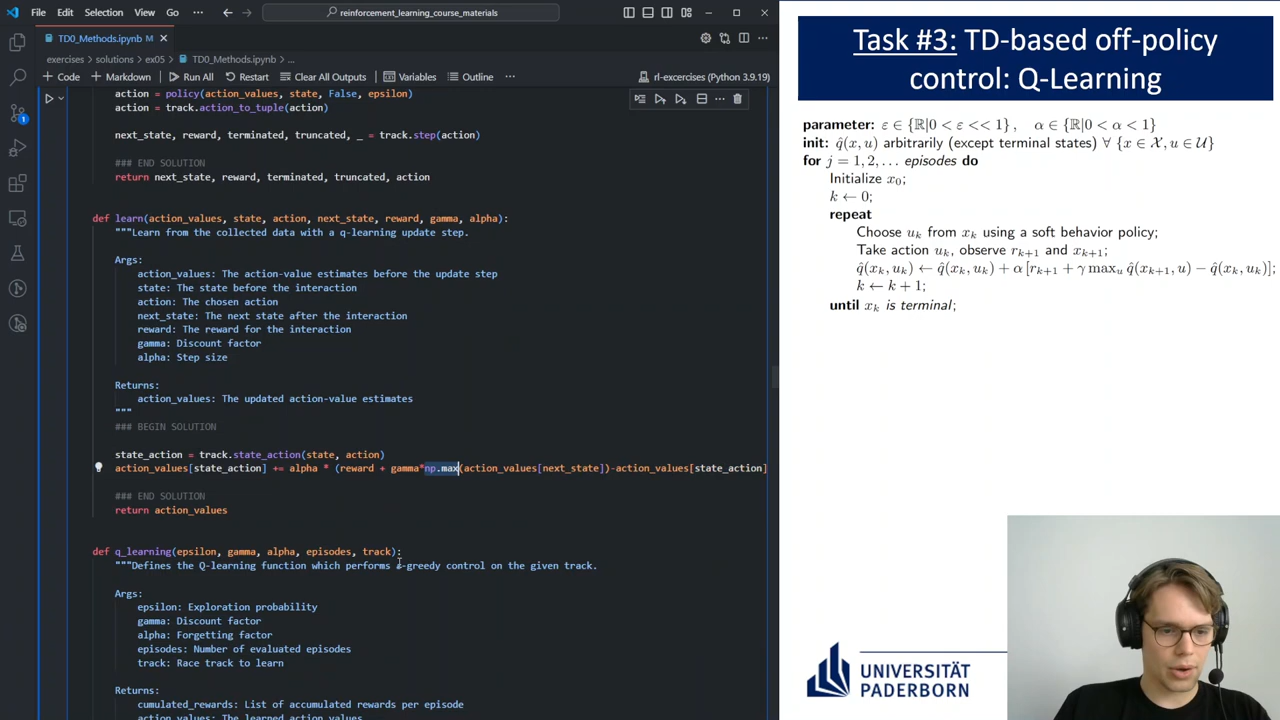 File Edit Selection View Go ··· reinforcement_learning_course_materials
TD0_Methods.ipynb
exercises > solutions > ex05 > TD0_Methods.ipynb > ...
+ Code + Markdown Run All Restart Clear All Outputs Variables Outline ··· rl-excercises (Python 3.9.19)
action = policy(action_values, state, False, epsilon)
action = track.action_to_tuple(action)
next_state, reward, terminated, truncated, _ = track.step(action)
### END SOLUTION
return next_state, reward, terminated, truncated, action
def learn(action_values, state, action, next_state, reward, gamma, alpha):
"""Learn from the collected data with a q-learning update step.
Args:
action_values: The action-value estimates before the update step
state: The state before the interaction
action: The chosen action
next_state: The next state after the interaction
reward: The reward for the interaction
gamma: Discount factor
alpha: Step size
Returns:
action_values: The updated action-value estimates
"""
### BEGIN SOLUTION
state_action = track.state_action(state, action)
action_values[state_action] += alpha * (reward + gamma*np.max(action_values[next_state])-action_values[state_action]
### END SOLUTION
return action_values
def q_learning(epsilon, gamma, alpha, episodes, track):
"""Defines the Q-learning function which performs ε-greedy control on the given track.
Args:
epsilon: Exploration probability
gamma: Discount factor
alpha: Forgetting factor
episodes: Number of evaluated episodes
track: Race track to learn
Returns:
cumulated_rewards: List of accumulated rewards per episode
action_values: The learned action values
Task #3: TD-based off-policy
control: Q-Learning
parameter: ε ∈ {ℝ|0 < ε << 1}, α ∈ {ℝ|0 < α < 1}
init: q̂(x, u) arbitrarily (except terminal states) ∀ {x ∈ 𝒳, u ∈ 𝒰}
for j = 1, 2, . . . episodes do
Initialize x₀;
k ← 0;
repeat
Choose uₖ from xₖ using a soft behavior policy;
Take action uₖ, observe rₖ₊₁ and xₖ₊₁;
q̂(xₖ, uₖ) ← q̂(xₖ, uₖ) + α [rₖ₊₁ + γ maxᵤ q̂(xₖ₊₁, u) − q̂(xₖ, uₖ)];
k ← k + 1;
until xₖ is terminal;
UNIVERSITÄT
PADERBORN